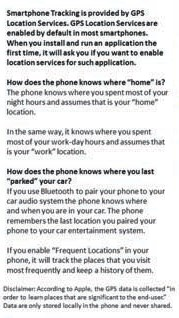 Smartphone Tracking is provided by GPS
Location Services. GPS Location Services are
enabled by default in most smartphones.
When you install and run an application the
first time, it will ask you if you want to enable
location services for such application.
How does the phone knows where "home" is?
The phone knows where you spent most of your
night hours and assumes that is your "home"
location.
In the same way, it knows where you spent
most of your work-day hours and assumes that
is your "work" location.
How does the phone knows where you last
"parked" your car?
If you use Bluetooth to pair your phone to your
car audio system the phone knows where
and when you are in your car. The phone
remembers the last location you paired your
phone to your car entertainment system.
If you enable "Frequent Locations" in your
phone, it will track the places that you visit
most frequently and keep a history of them.
Disclaimer: According to Apple, the GPS data is collected "in
order to learn places that are significant to the end-user."
Data are only stored locally in the phone and never shared.